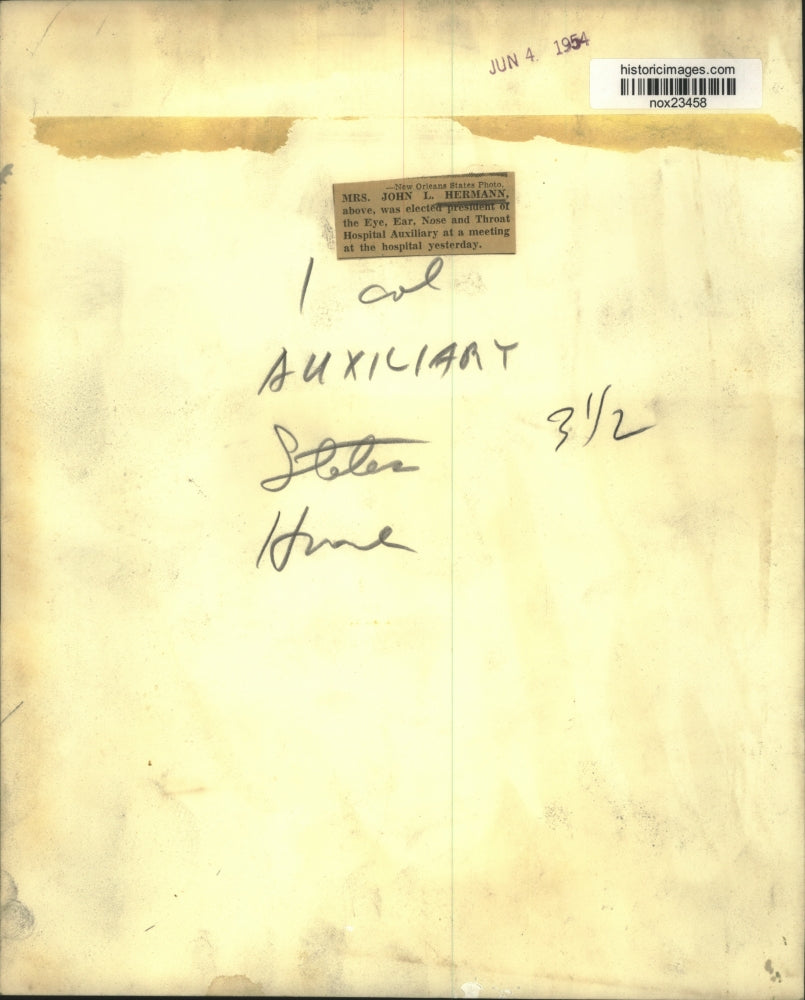 JUN 4. 1954
historicimages.com
nox23458
—New Orleans States Photo.
MRS. JOHN L. HERMANN,
above, was elected president of
the Eye, Ear, Nose and Throat
Hospital Auxiliary at a meeting
at the hospital yesterday.
1 col
AUXILIARY
3 1/2
States